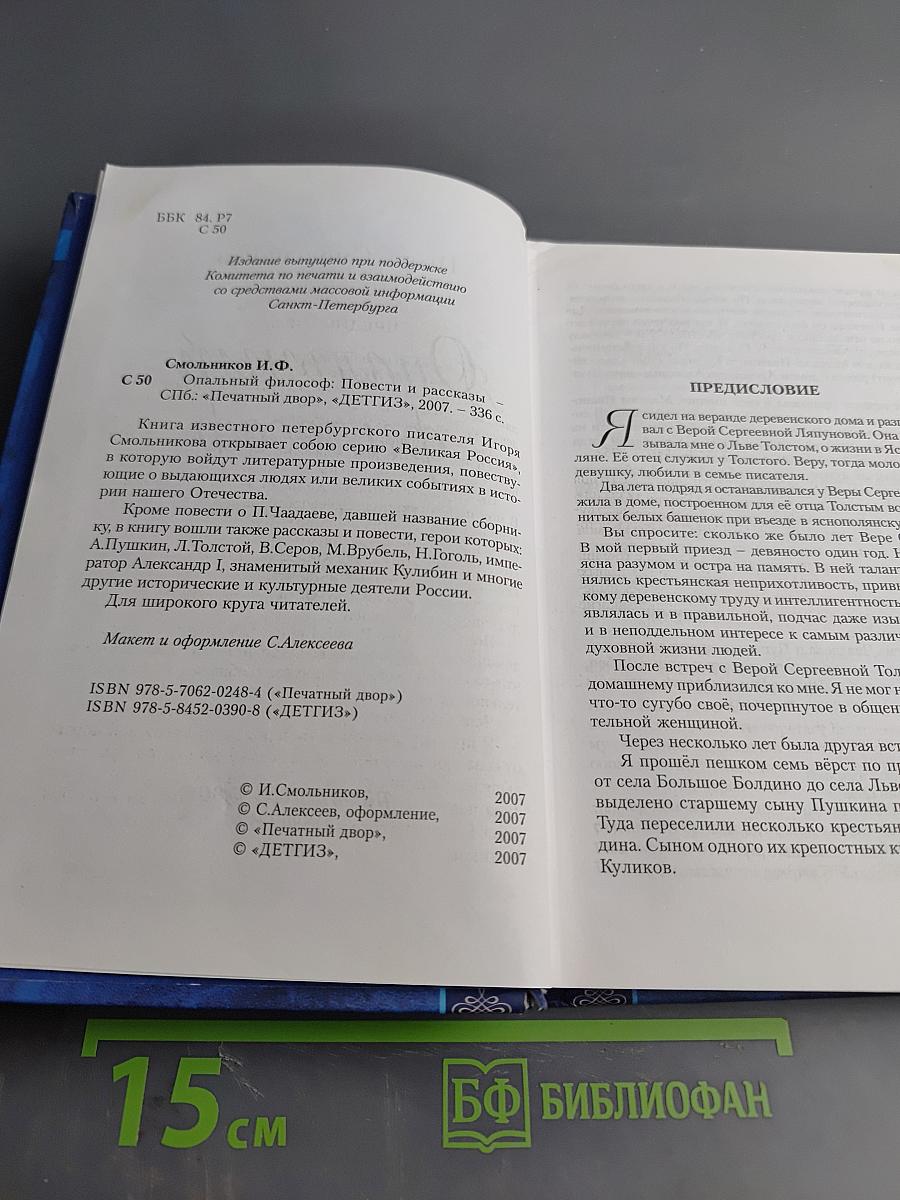 ББК 84. Р7
С 50
Издание выпущено при поддержке
Комитета по печати и взаимодействию
со средствами массовой информации
Санкт-Петербурга
Смольников И.Ф.
С 50 Опальный философ: Повести и рассказы –
СПб.: «Печатный двор», «ДЕТГИЗ», 2007. – 336 с.
Книга известного петербургского писателя Игоря
Смольникова открывает собою серию «Великая Россия»,
в которую войдут литературные произведения, повеству-
ющие о выдающихся людях или великих событиях в исто-
рии нашего Отечества.
Кроме повести о П.Чаадаеве, давшей название сборни-
ку, в книгу вошли также рассказы и повести, герои которых:
А.Пушкин, Л.Толстой, В.Серов, М.Врубель, Н.Гоголь, импе-
ратор Александр I, знаменитый механик Кулибин и многие
другие исторические и культурные деятели России.
Для широкого круга читателей.
Макет и оформление С.Алексеева
ISBN 978-5-7062-0248-4 («Печатный двор»)
ISBN 978-5-8452-0390-8 («ДЕТГИЗ»)
© И.Смольников, 2007
© С.Алексеев, оформление, 2007
© «Печатный двор», 2007
© «ДЕТГИЗ», 2007
ПРЕДИСЛОВИЕ
Я сидел на веранде деревенского дома и разг
вал с Верой Сергеевной Ляпуновой. Она
зывала мне о Льве Толстом, о жизни в Яс
ляне. Её отец служил у Толстого. Веру, тогда моло
девушку, любили в семье писателя.
Два лета подряд я останавливался у Веры Серге
жила в доме, построенном для её отца Толстым вс
нитых белых башенок при въезде в яснополянску
Вы спросите: сколько же было лет Вере С
В мой первый приезд – девяносто один год. Н
ясна разумом и остра на память. В ней талант
нялись крестьянская неприхотливость, привы
кому деревенскому труду и интеллигентность
являлась и в правильной, подчас даже изы
и в неподдельном интересе к самым различ
духовной жизни людей.
После встреч с Верой Сергеевной Тол
домашнему приблизился ко мне. Я не мог н
что-то сугубо своё, почерпнутое в общен
тельной женщиной.
Через несколько лет была другая вст
Я прошёл пешком семь вёрст по пр
от села Большое Болдино до села Льво
выделено старшему сыну Пушкина п
Туда переселили несколько крестьян
дина. Сыном одного их крепостных к
Куликов.
15 см
БФ БИБЛИОФАН